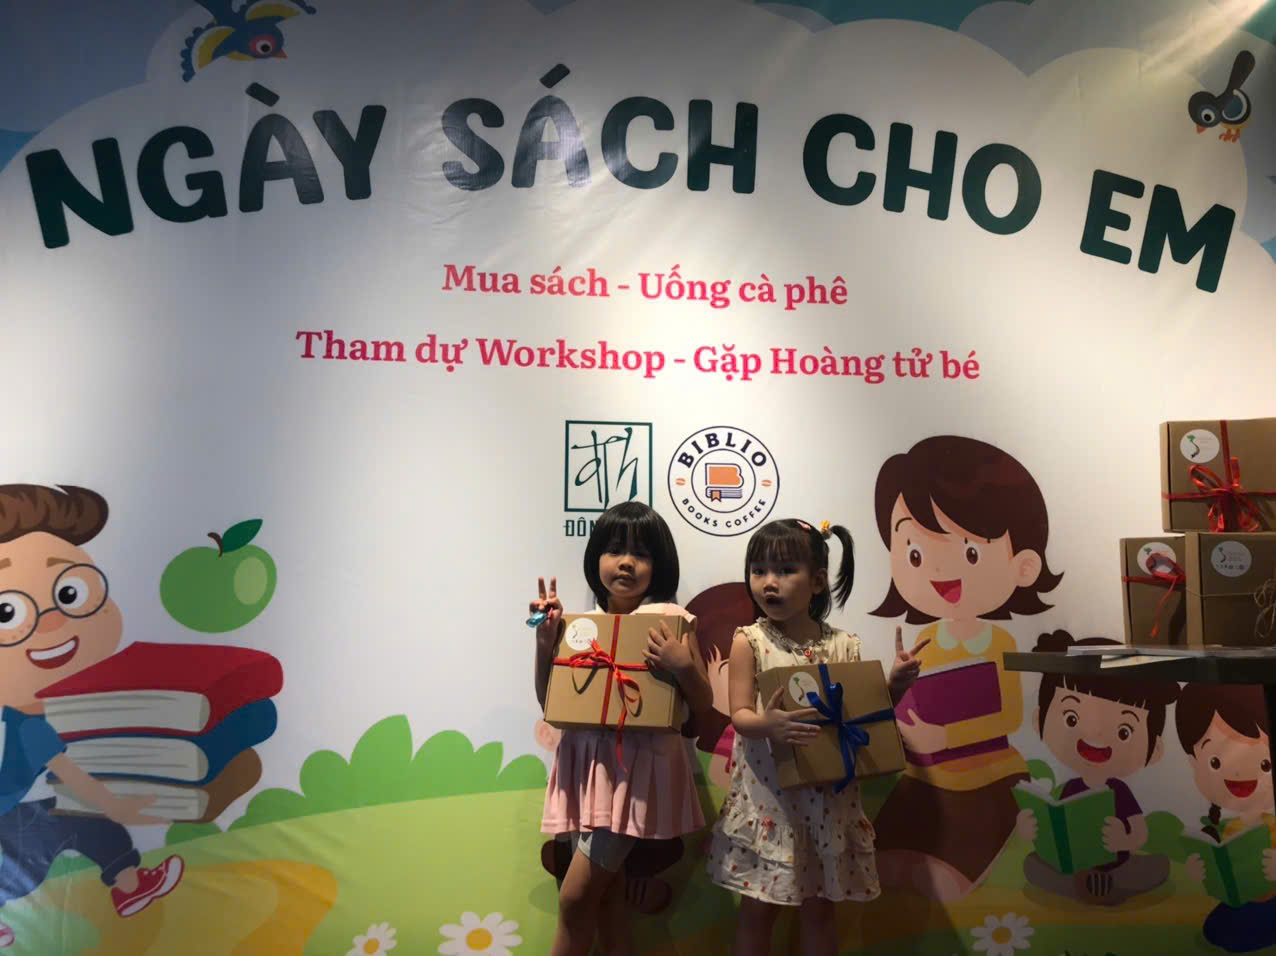 NGÀY SÁCH CHO EM
Mua sách - Uống cà phê
Tham dự Workshop - Gặp Hoàng tử bé
đth
BIBLIO
BOOKS COFFEE